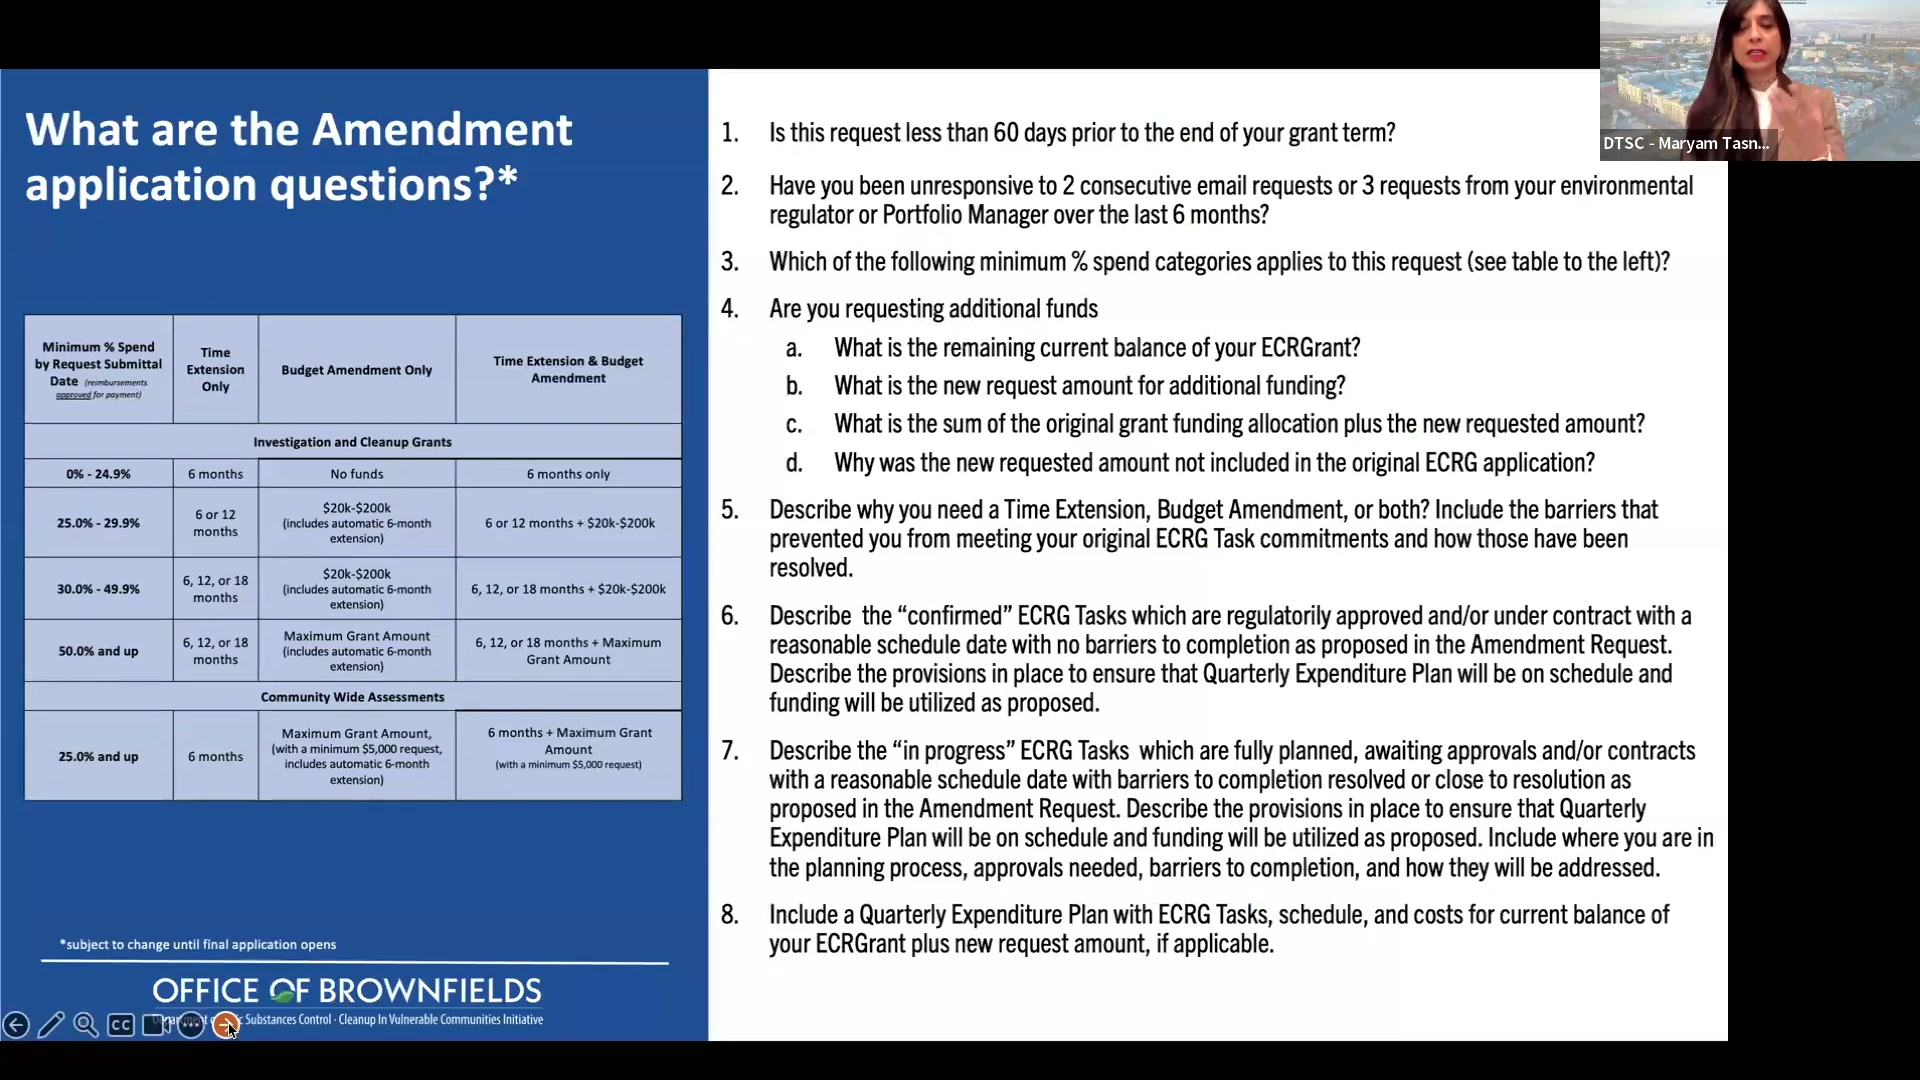 DTSC - Maryam Tasn...
What are the Amendment
application questions?*
Minimum % Spend
by Request Submittal
Date (reimbursements
approved for payment)
Time
Extension
Only
Budget Amendment Only
Time Extension & Budget
Amendment
Investigation and Cleanup Grants
0% - 24.9%
6 months
No funds
6 months only
25.0% - 29.9%
6 or 12
months
$20k-$200k
(includes automatic 6-month
extension)
6 or 12 months + $20k-$200k
30.0% - 49.9%
6, 12, or 18
months
$20k-$200k
(includes automatic 6-month
extension)
6, 12, or 18 months + $20k-$200k
50.0% and up
6, 12, or 18
months
Maximum Grant Amount
(includes automatic 6-month
extension)
6, 12, or 18 months + Maximum
Grant Amount
Community Wide Assessments
25.0% and up
6 months
Maximum Grant Amount,
(with a minimum $5,000 request,
includes automatic 6-month
extension)
6 months + Maximum Grant
Amount
(with a minimum $5,000 request)
*subject to change until final application opens
OFFICE OF BROWNFIELDS
Substances Control · Cleanup In Vulnerable Communities Initiative
CC
1. Is this request less than 60 days prior to the end of your grant term?
2. Have you been unresponsive to 2 consecutive email requests or 3 requests from your environmental
regulator or Portfolio Manager over the last 6 months?
3. Which of the following minimum % spend categories applies to this request (see table to the left)?
4. Are you requesting additional funds
a. What is the remaining current balance of your ECRGrant?
b. What is the new request amount for additional funding?
c. What is the sum of the original grant funding allocation plus the new requested amount?
d. Why was the new requested amount not included in the original ECRG application?
5. Describe why you need a Time Extension, Budget Amendment, or both? Include the barriers that
prevented you from meeting your original ECRG Task commitments and how those have been
resolved.
6. Describe the “confirmed” ECRG Tasks which are regulatorily approved and/or under contract with a
reasonable schedule date with no barriers to completion as proposed in the Amendment Request.
Describe the provisions in place to ensure that Quarterly Expenditure Plan will be on schedule and
funding will be utilized as proposed.
7. Describe the “in progress” ECRG Tasks which are fully planned, awaiting approvals and/or contracts
with a reasonable schedule date with barriers to completion resolved or close to resolution as
proposed in the Amendment Request. Describe the provisions in place to ensure that Quarterly
Expenditure Plan will be on schedule and funding will be utilized as proposed. Include where you are in
the planning process, approvals needed, barriers to completion, and how they will be addressed.
8. Include a Quarterly Expenditure Plan with ECRG Tasks, schedule, and costs for current balance of
your ECRGrant plus new request amount, if applicable.